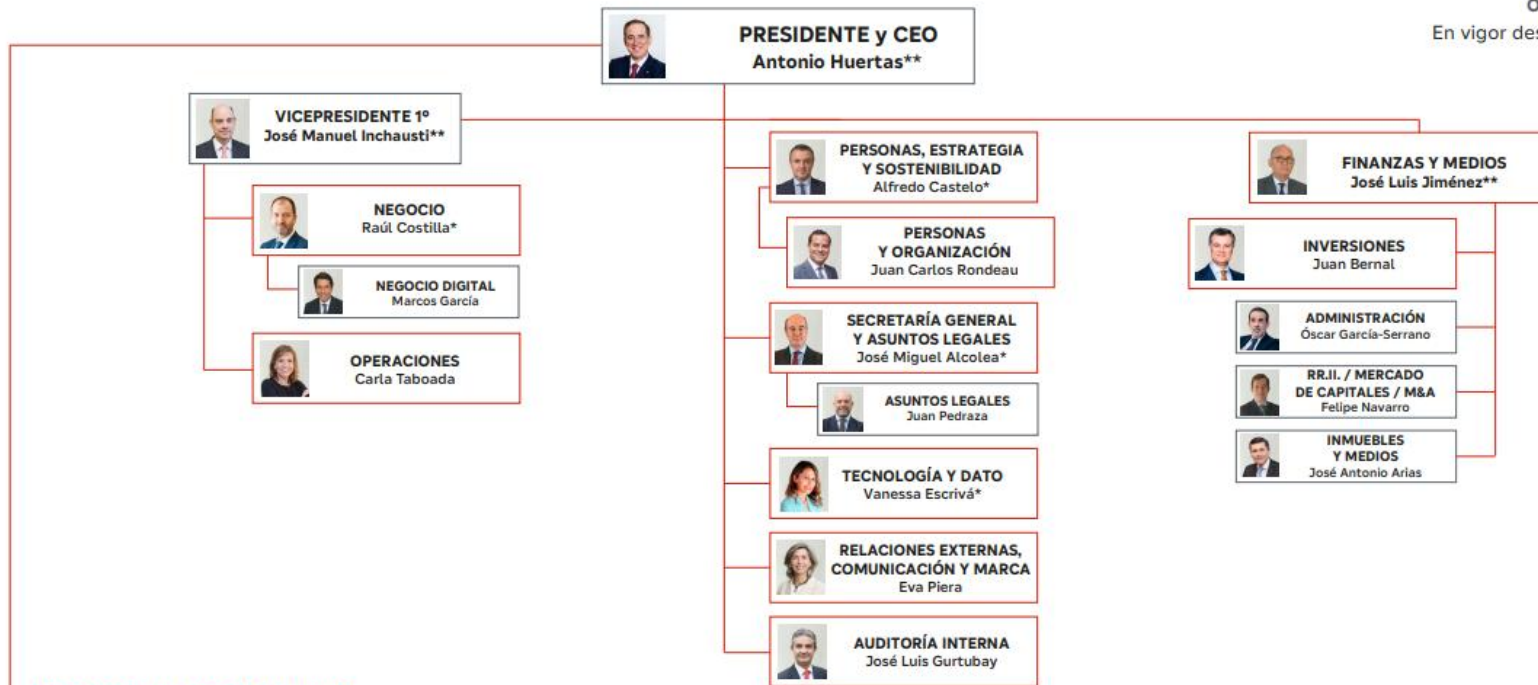 PRESIDENTE y CEO
Antonio Huertas**
En vigor des
VICEPRESIDENTE 1º
José Manuel Inchausti**
NEGOCIO
Raúl Costilla*
NEGOCIO DIGITAL
Marcos García
OPERACIONES
Carla Taboada
PERSONAS, ESTRATEGIA
Y SOSTENIBILIDAD
Alfredo Castelo*
PERSONAS
Y ORGANIZACIÓN
Juan Carlos Rondeau
SECRETARÍA GENERAL
Y ASUNTOS LEGALES
José Miguel Alcolea*
ASUNTOS LEGALES
Juan Pedraza
TECNOLOGÍA Y DATO
Vanessa Escrivá*
RELACIONES EXTERNAS,
COMUNICACIÓN Y MARCA
Eva Piera
AUDITORÍA INTERNA
José Luis Gurtubay
FINANZAS Y MEDIOS
José Luis Jiménez**
INVERSIONES
Juan Bernal
ADMINISTRACIÓN
Óscar García-Serrano
RR.II. / MERCADO
DE CAPITALES / M&A
Felipe Navarro
INMUEBLES
Y MEDIOS
José Antonio Arias